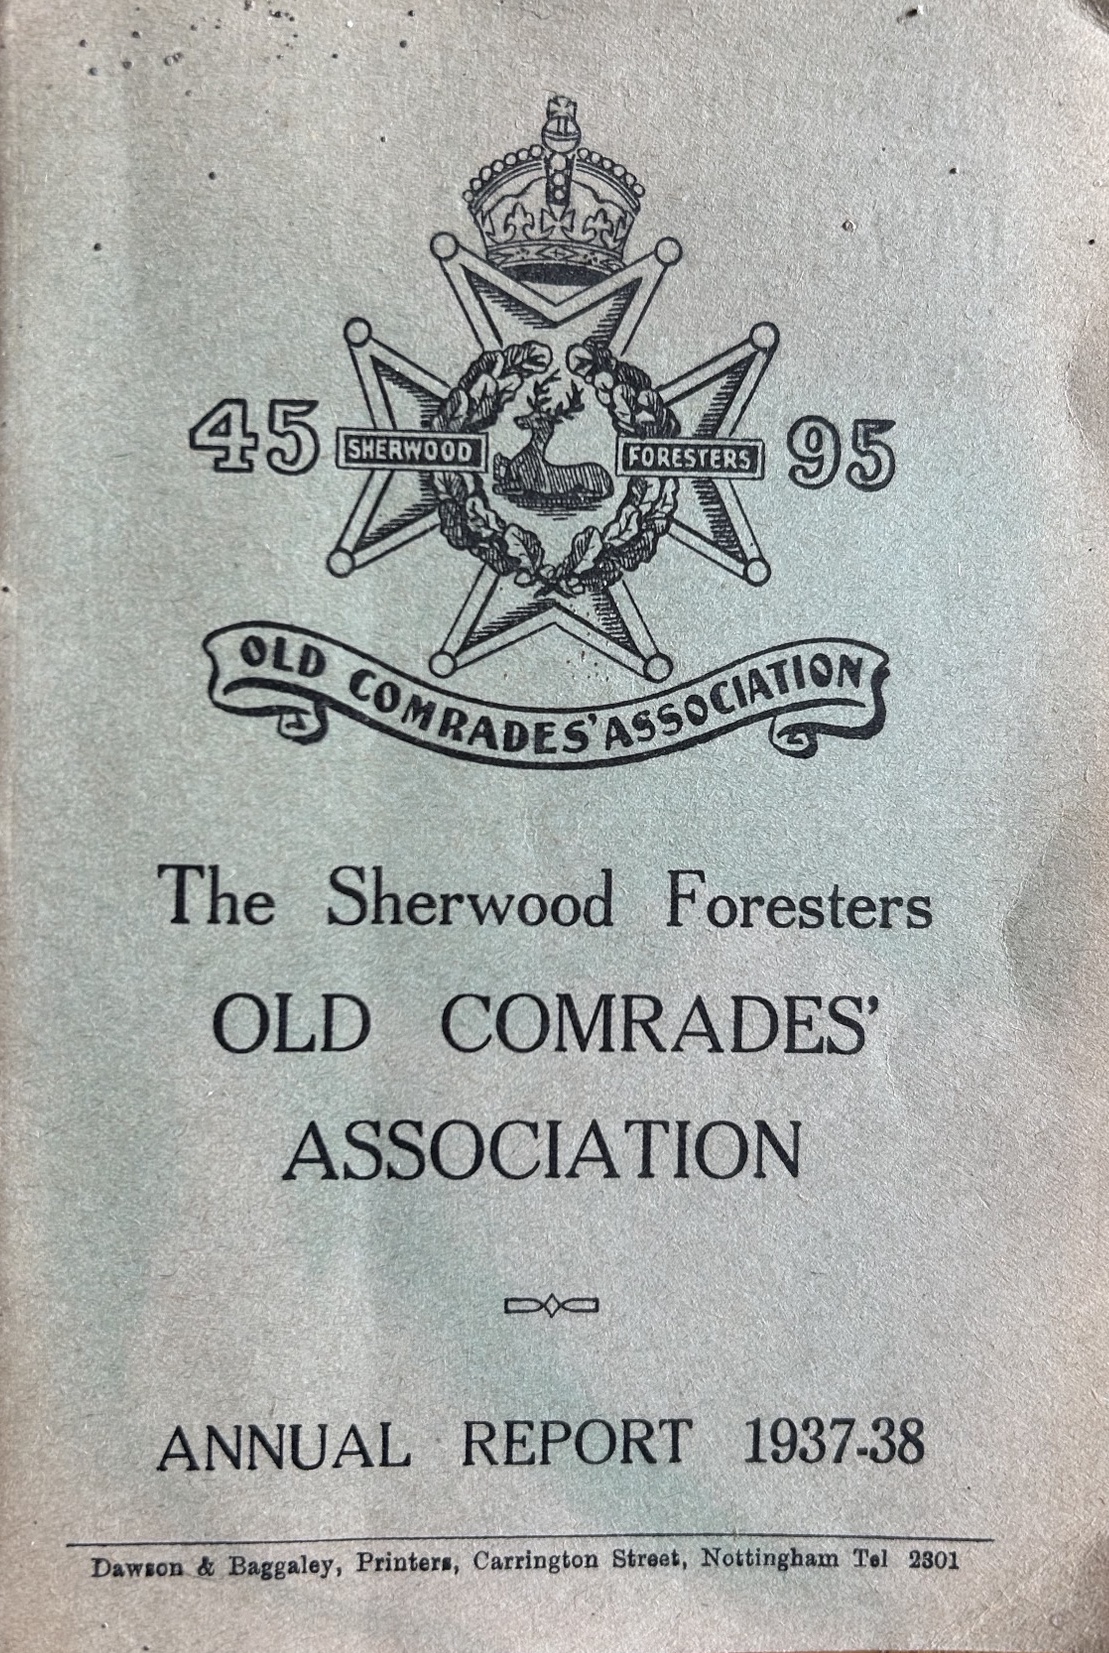 45 SHERWOOD FORESTERS 95
OLD COMRADES' ASSOCIATION
The Sherwood Foresters
OLD COMRADES'
ASSOCIATION
ANNUAL REPORT 1937-38
Dawson & Baggaley, Printers, Carrington Street, Nottingham Tel 2301